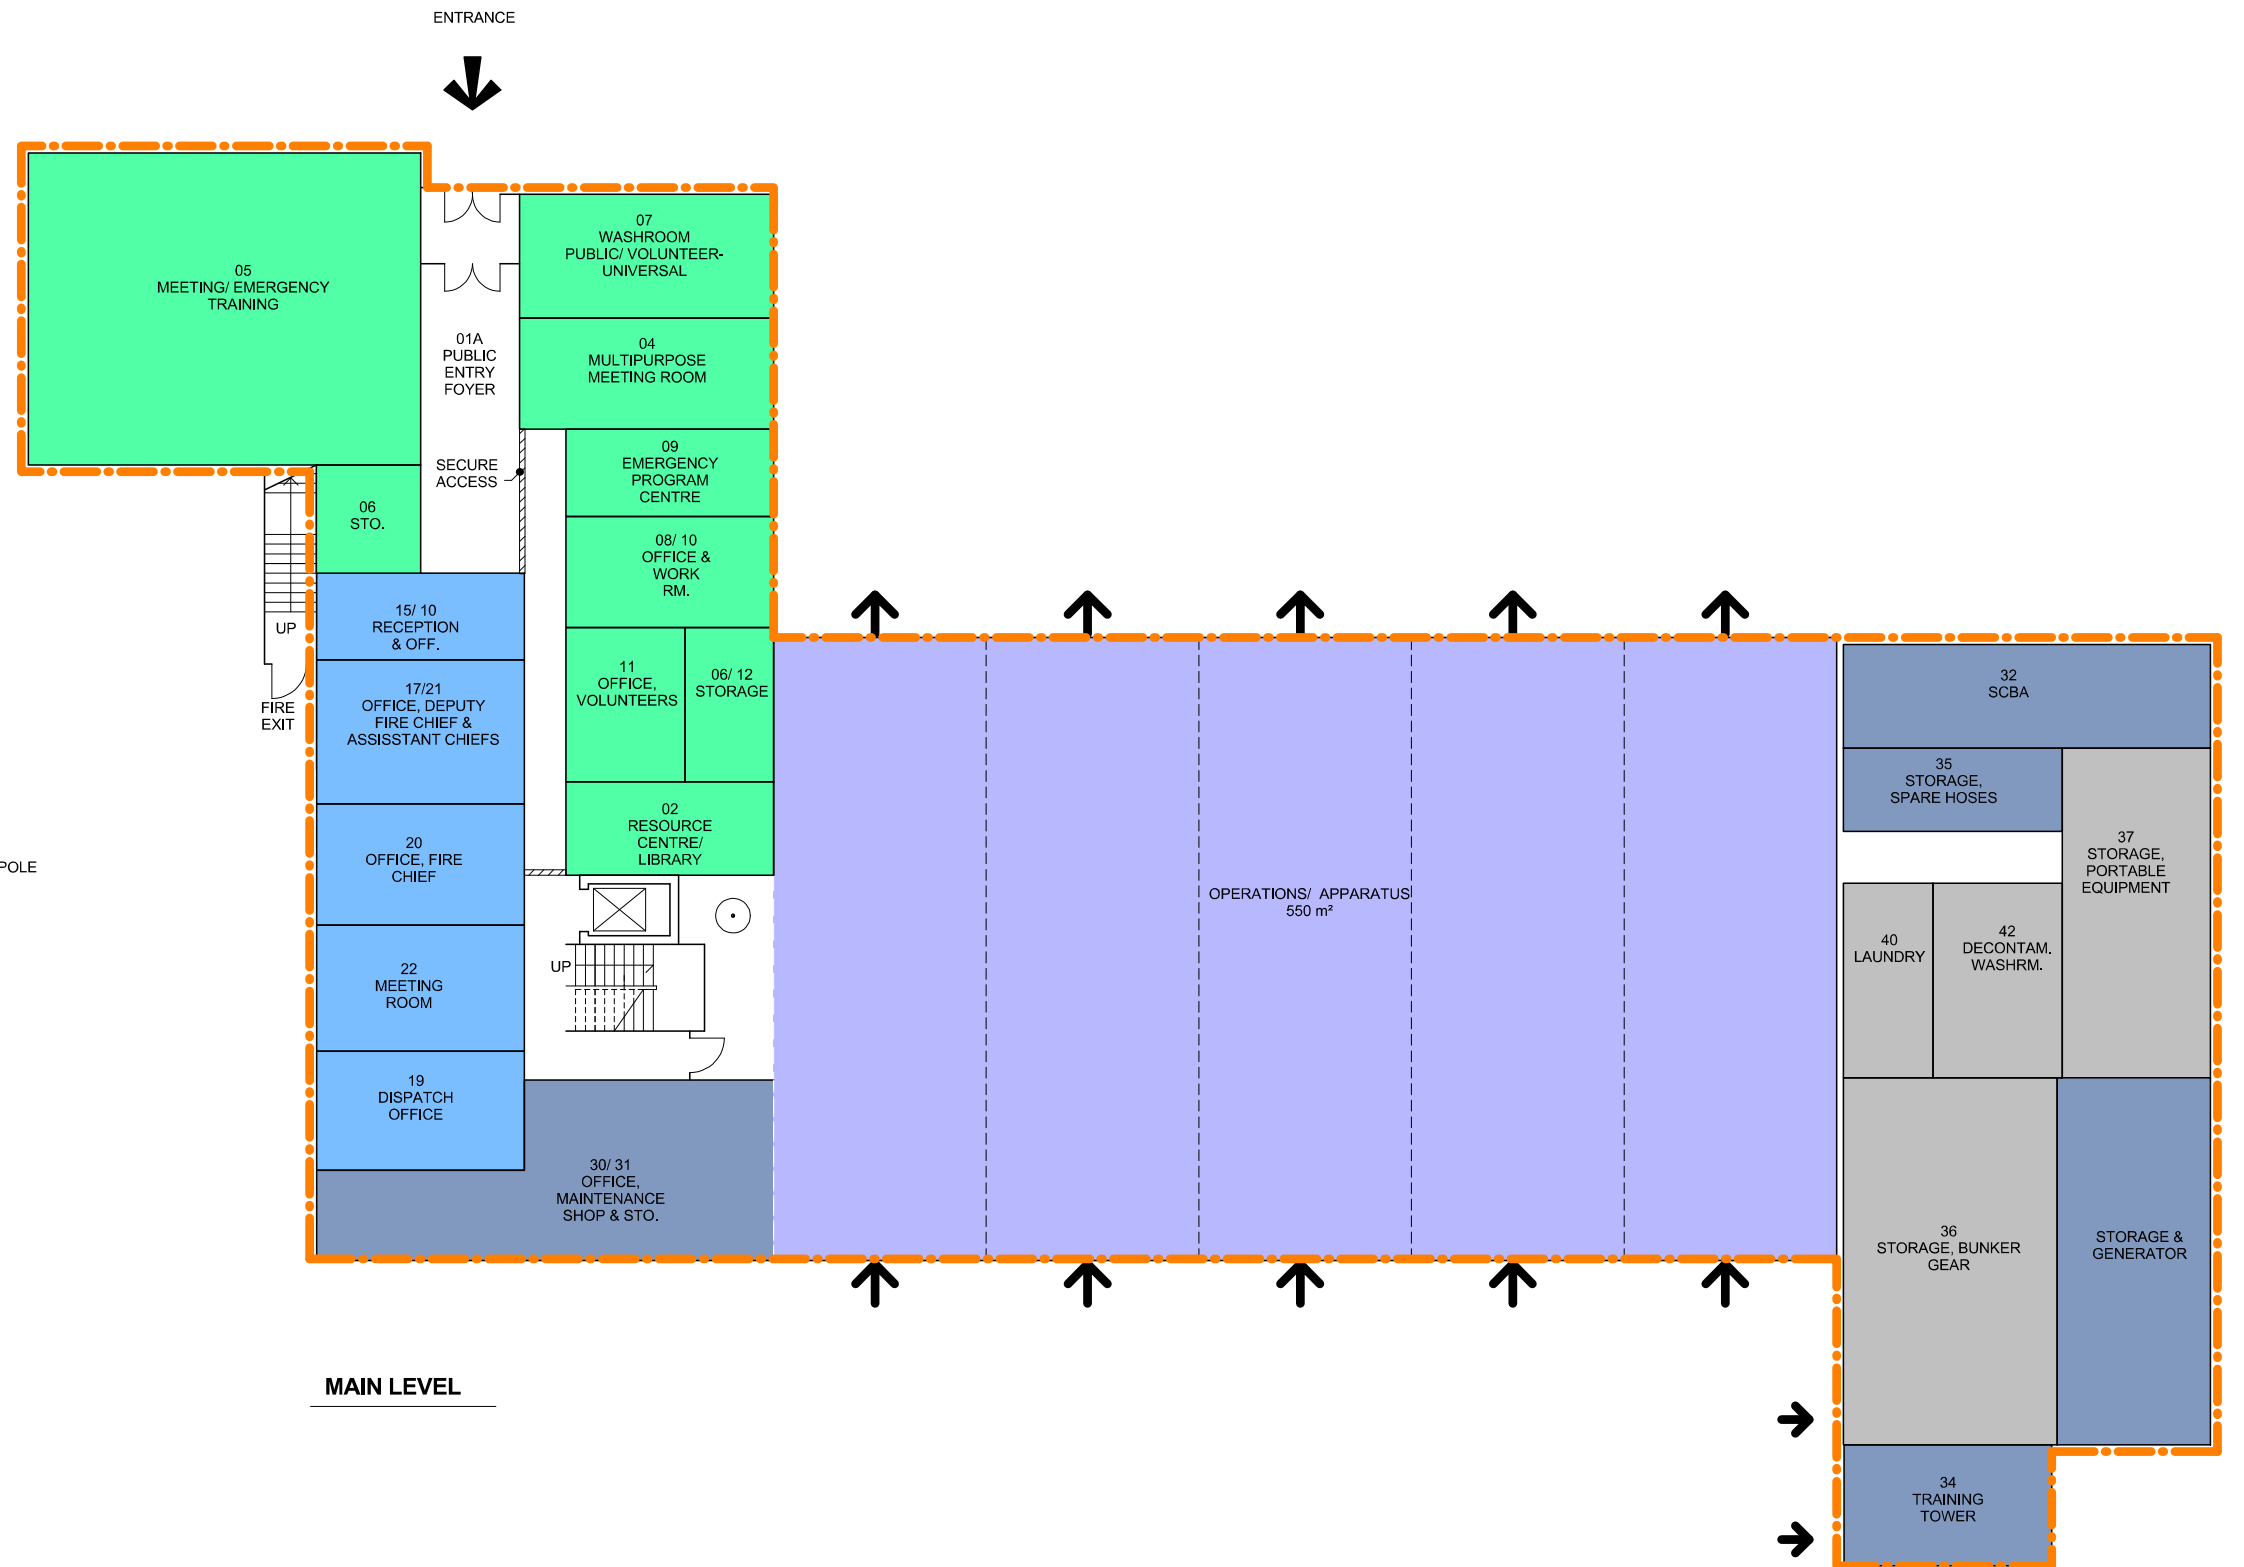 ENTRANCE
05
MEETING/ EMERGENCY
TRAINING
07
WASHROOM
PUBLIC/ VOLUNTEER-
UNIVERSAL
01A
PUBLIC
ENTRY
FOYER
04
MULTIPURPOSE
MEETING ROOM
SECURE
ACCESS
09
EMERGENCY
PROGRAM
CENTRE
06
STO.
08/ 10
OFFICE &
WORK
RM.
UP
FIRE
EXIT
15/ 10
RECEPTION
& OFF.
17/21
OFFICE, DEPUTY
FIRE CHIEF &
ASSISSTANT CHIEFS
11
OFFICE,
VOLUNTEERS
06/ 12
STORAGE
02
RESOURCE
CENTRE/
LIBRARY
20
OFFICE, FIRE
CHIEF
POLE
22
MEETING
ROOM
UP
19
DISPATCH
OFFICE
30/ 31
OFFICE,
MAINTENANCE
SHOP & STO.
OPERATIONS/ APPARATUS
550 m²
32
SCBA
35
STORAGE,
SPARE HOSES
37
STORAGE,
PORTABLE
EQUIPMENT
40
LAUNDRY
42
DECONTAM.
WASHRM.
36
STORAGE, BUNKER
GEAR
STORAGE &
GENERATOR
34
TRAINING
TOWER
MAIN LEVEL